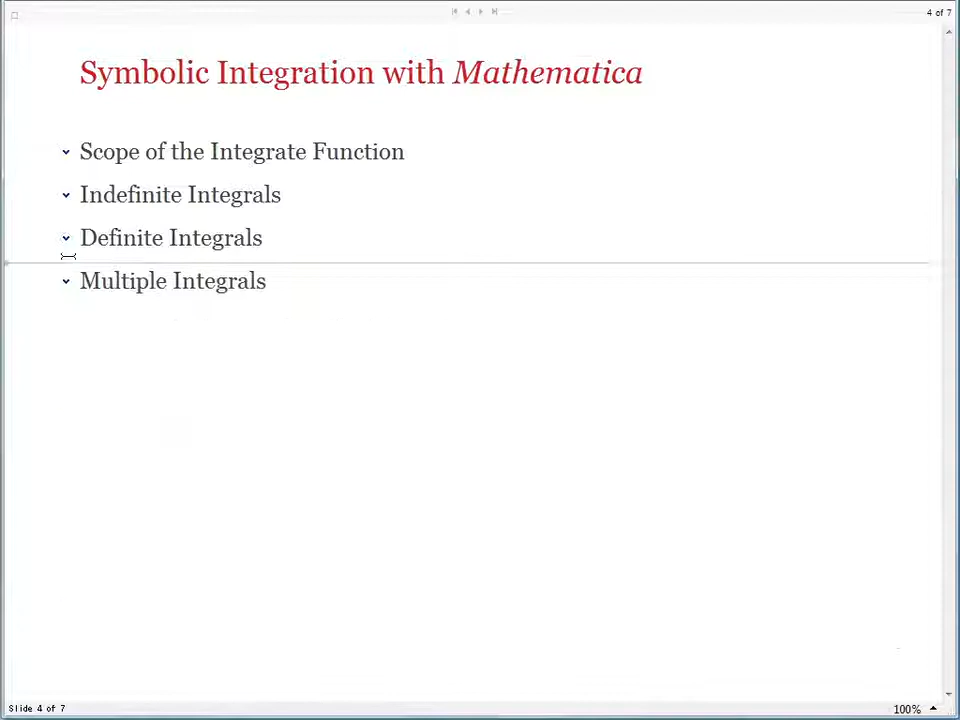 4 of 7
Symbolic Integration with Mathematica
Scope of the Integrate Function
Indefinite Integrals
Definite Integrals
Multiple Integrals
Slide 4 of 7
100%